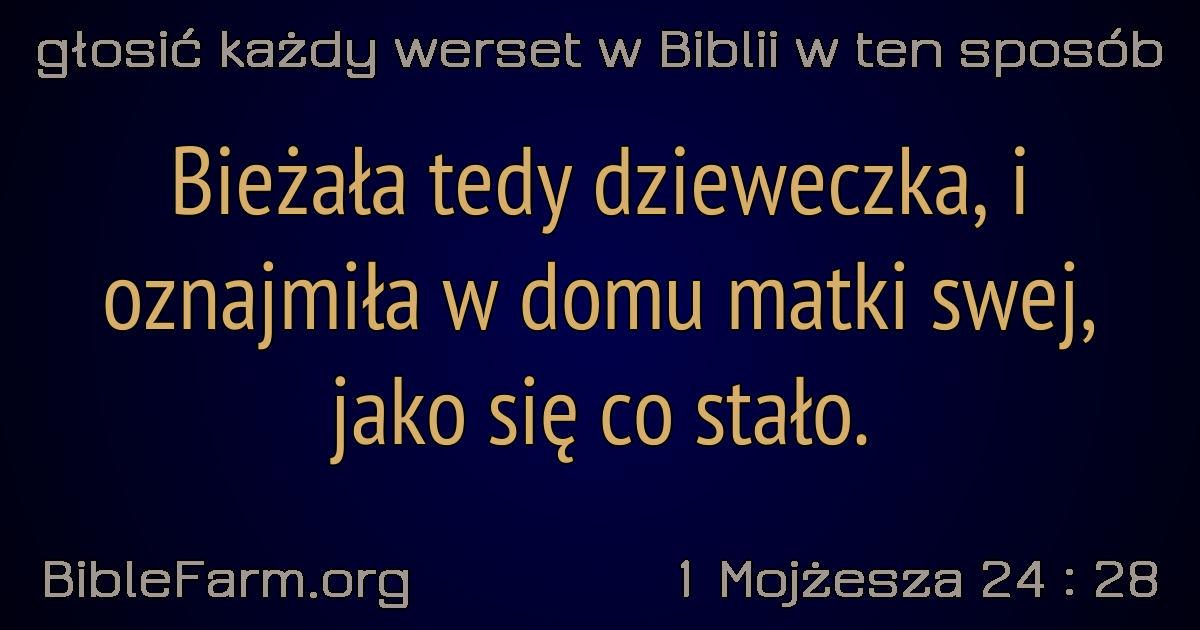 głosić każdy werset w Biblii w ten sposób
Bieżała tedy dzieweczka, i
oznajmiła w domu matki swej,
jako się co stało.
BibleFarm.org
1 Mojżesza 24 : 28